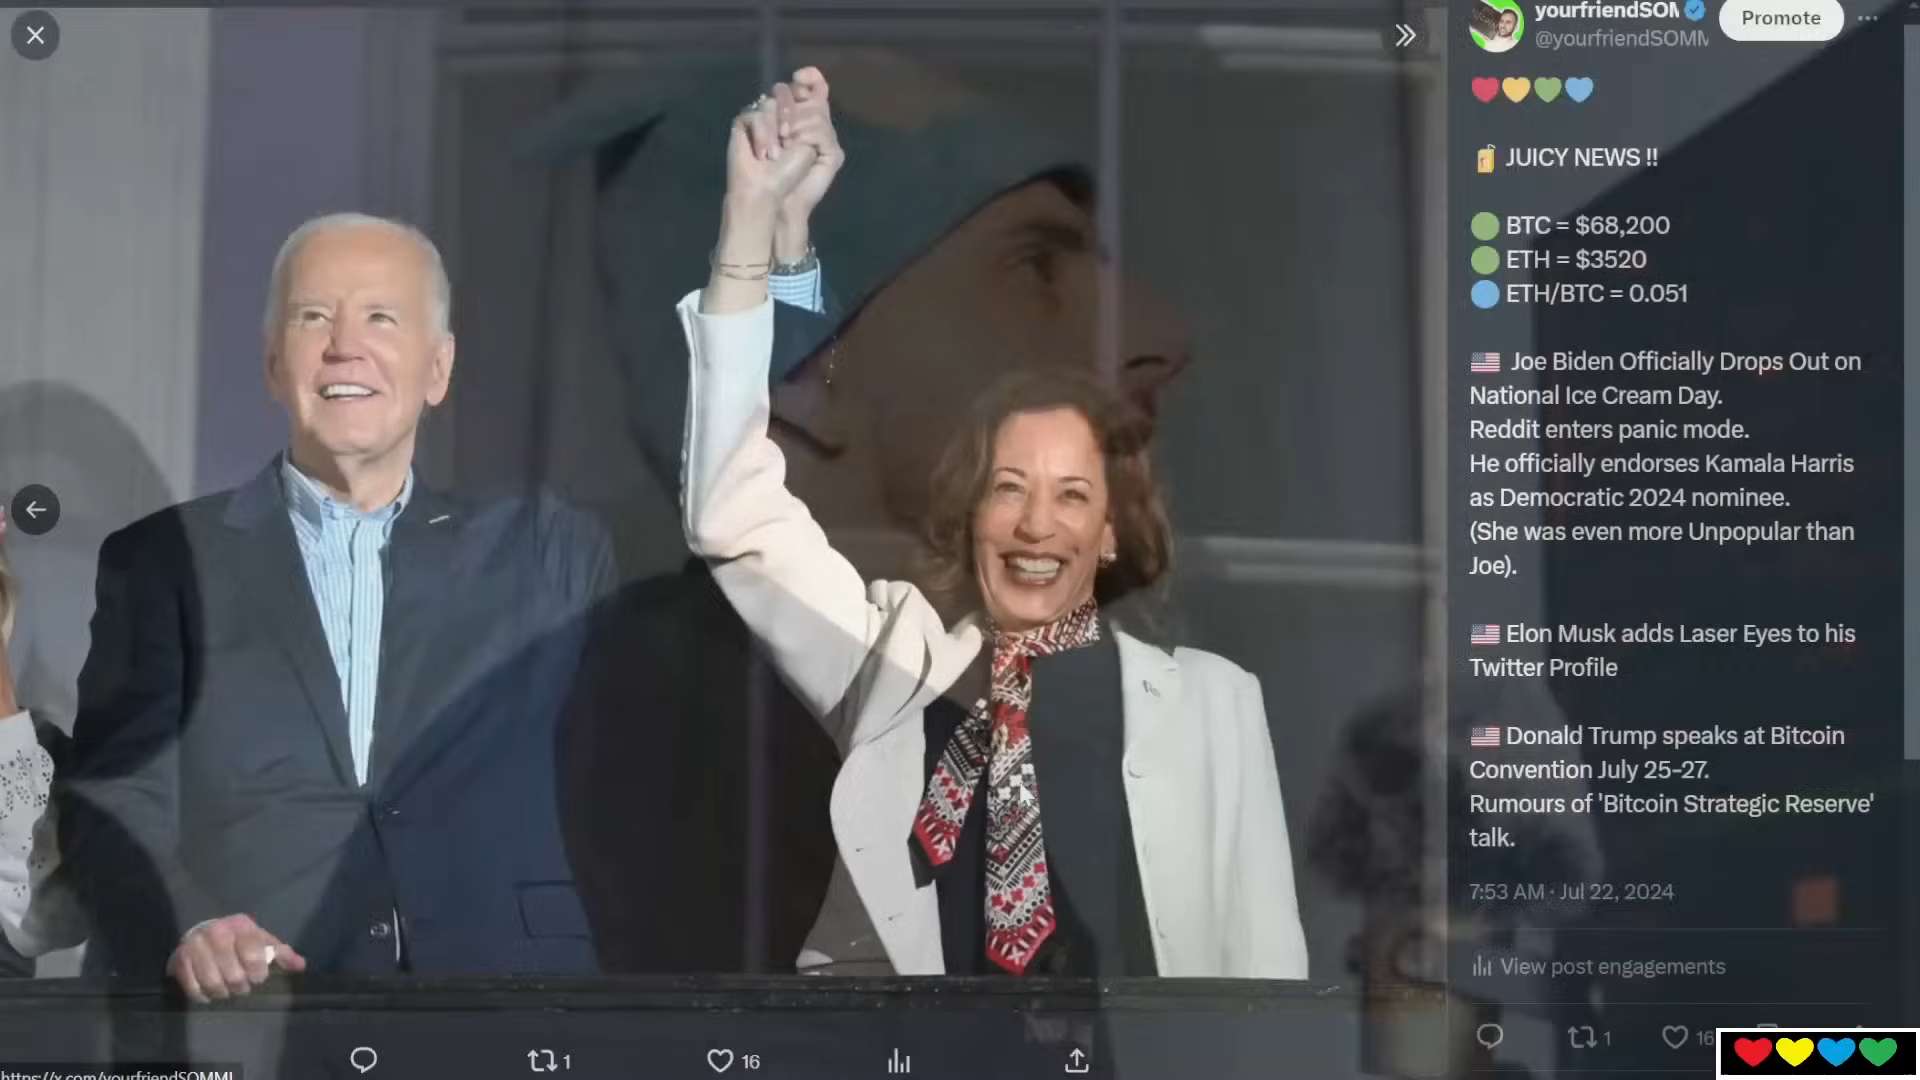 yourfriendSOM
@yourfriendSOMM
Promote
JUICY NEWS !!
BTC = $68,200
ETH = $3520
ETH/BTC = 0.051
Joe Biden Officially Drops Out on
National Ice Cream Day.
Reddit enters panic mode.
He officially endorses Kamala Harris
as Democratic 2024 nominee.
(She was even more Unpopular than
Joe).
Elon Musk adds Laser Eyes to his
Twitter Profile
Donald Trump speaks at Bitcoin
Convention July 25-27.
Rumours of 'Bitcoin Strategic Reserve'
talk.
7:53 AM · Jul 22, 2024
View post engagements
1
16
1
16
https://x.com/yourfriendSOMMI